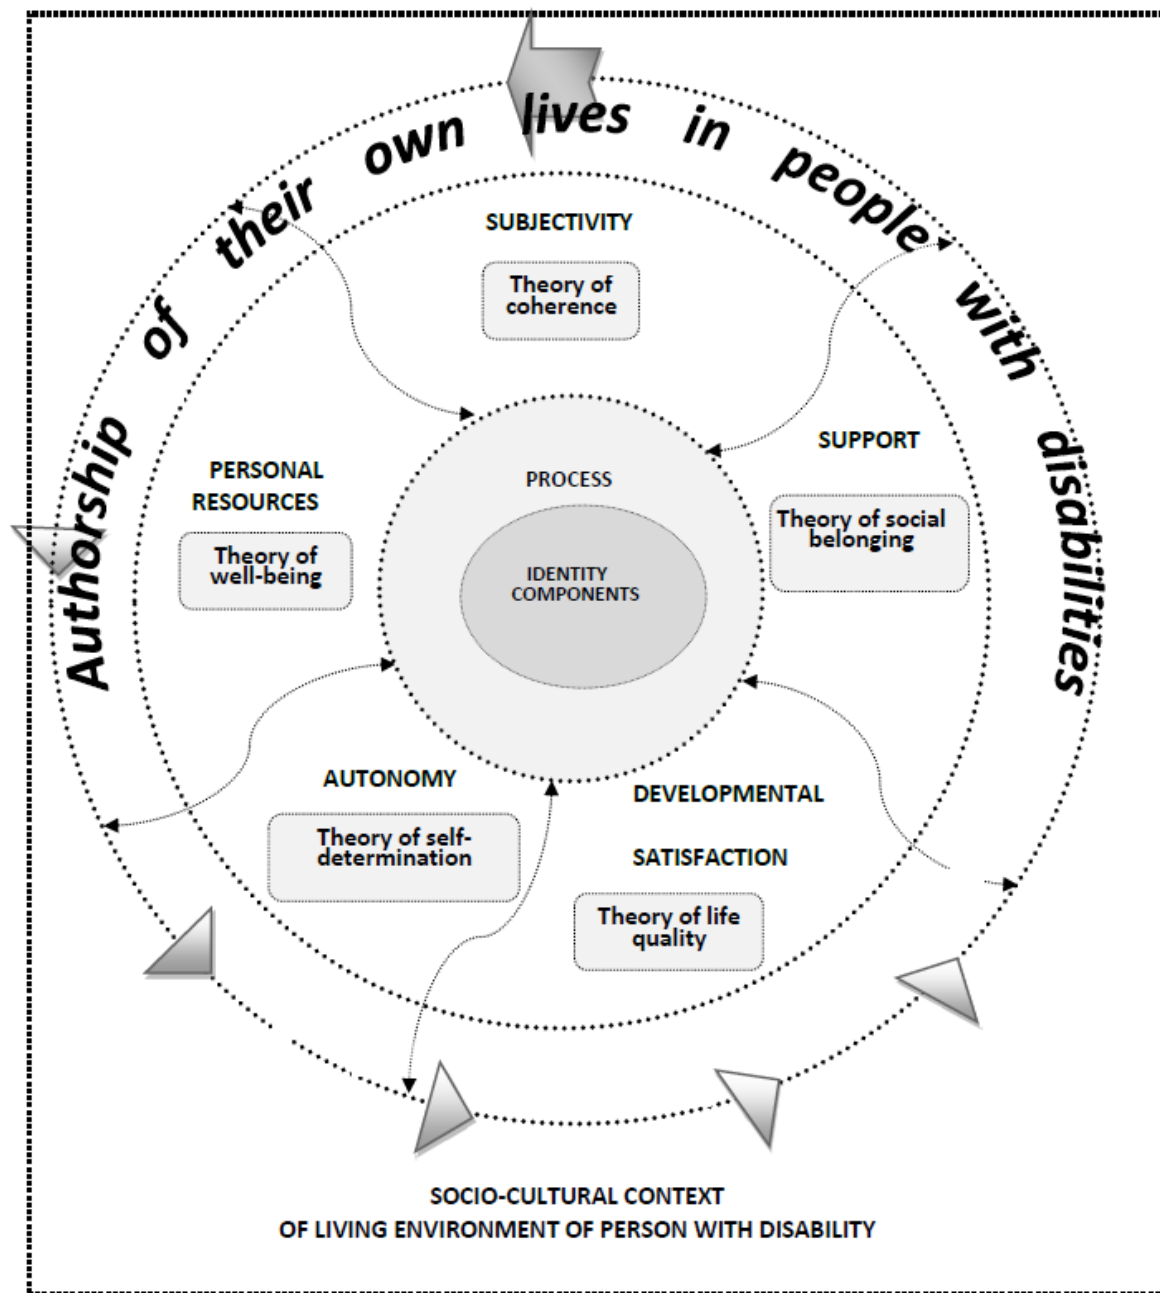 Authorship of their own lives in people with disabilities
SUBJECTIVITY
Theory of
coherence
PERSONAL
RESOURCES
Theory of
well-being
SUPPORT
Theory of social
belonging
PROCESS
IDENTITY
COMPONENTS
AUTONOMY
Theory of self-
determination
DEVELOPMENTAL
SATISFACTION
Theory of life
quality
SOCIO-CULTURAL CONTEXT
OF LIVING ENVIRONMENT OF PERSON WITH DISABILITY